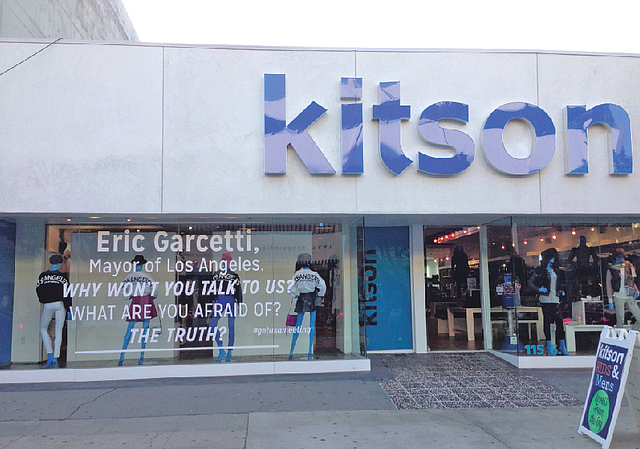 kitson
Eric Garcetti,
Mayor of Los Angeles.
WHY WON'T YOU TALK TO US?
WHAT ARE YOU AFRAID OF?
THE TRUTH?
#getusameeting
kitson
115
kitson
KIDS &
Mens